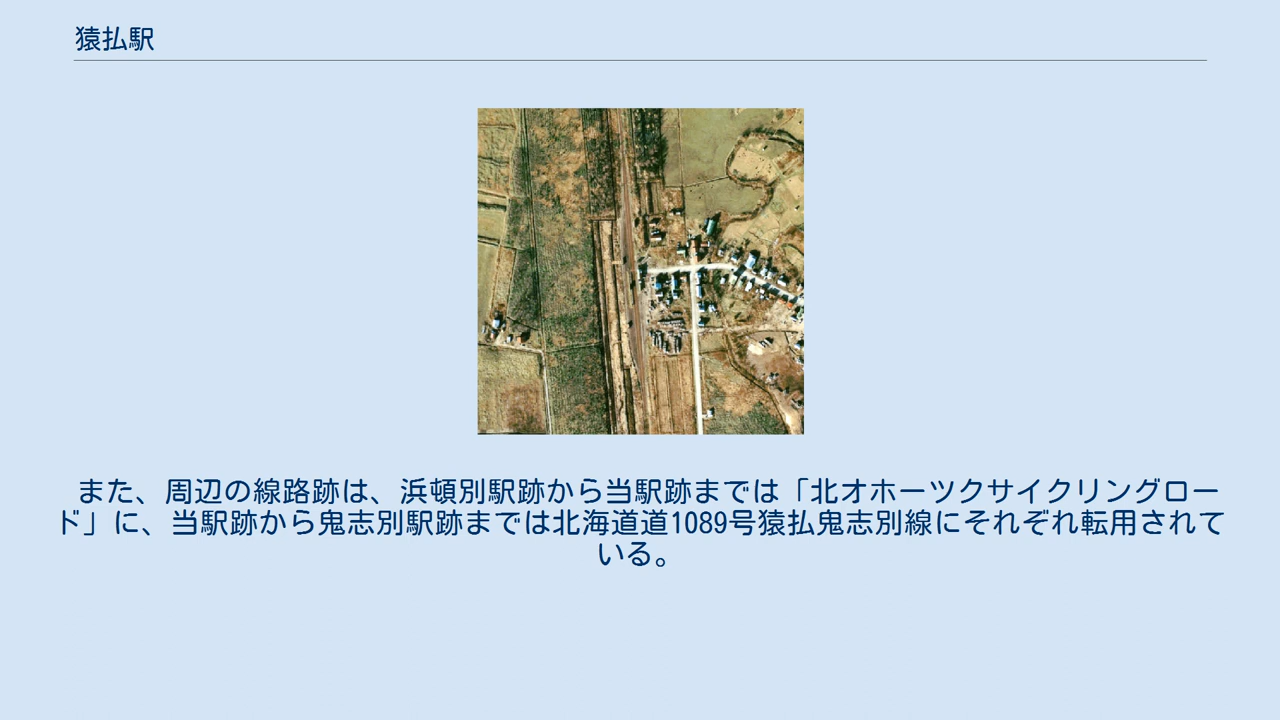 猿払駅
また、周辺の線路跡は、浜頓別駅跡から当駅跡までは「北オホーツクサイクリングロー
ド」に、当駅跡から鬼志別駅跡までは北海道道1089号猿払鬼志別線にそれぞれ転用されて
いる。